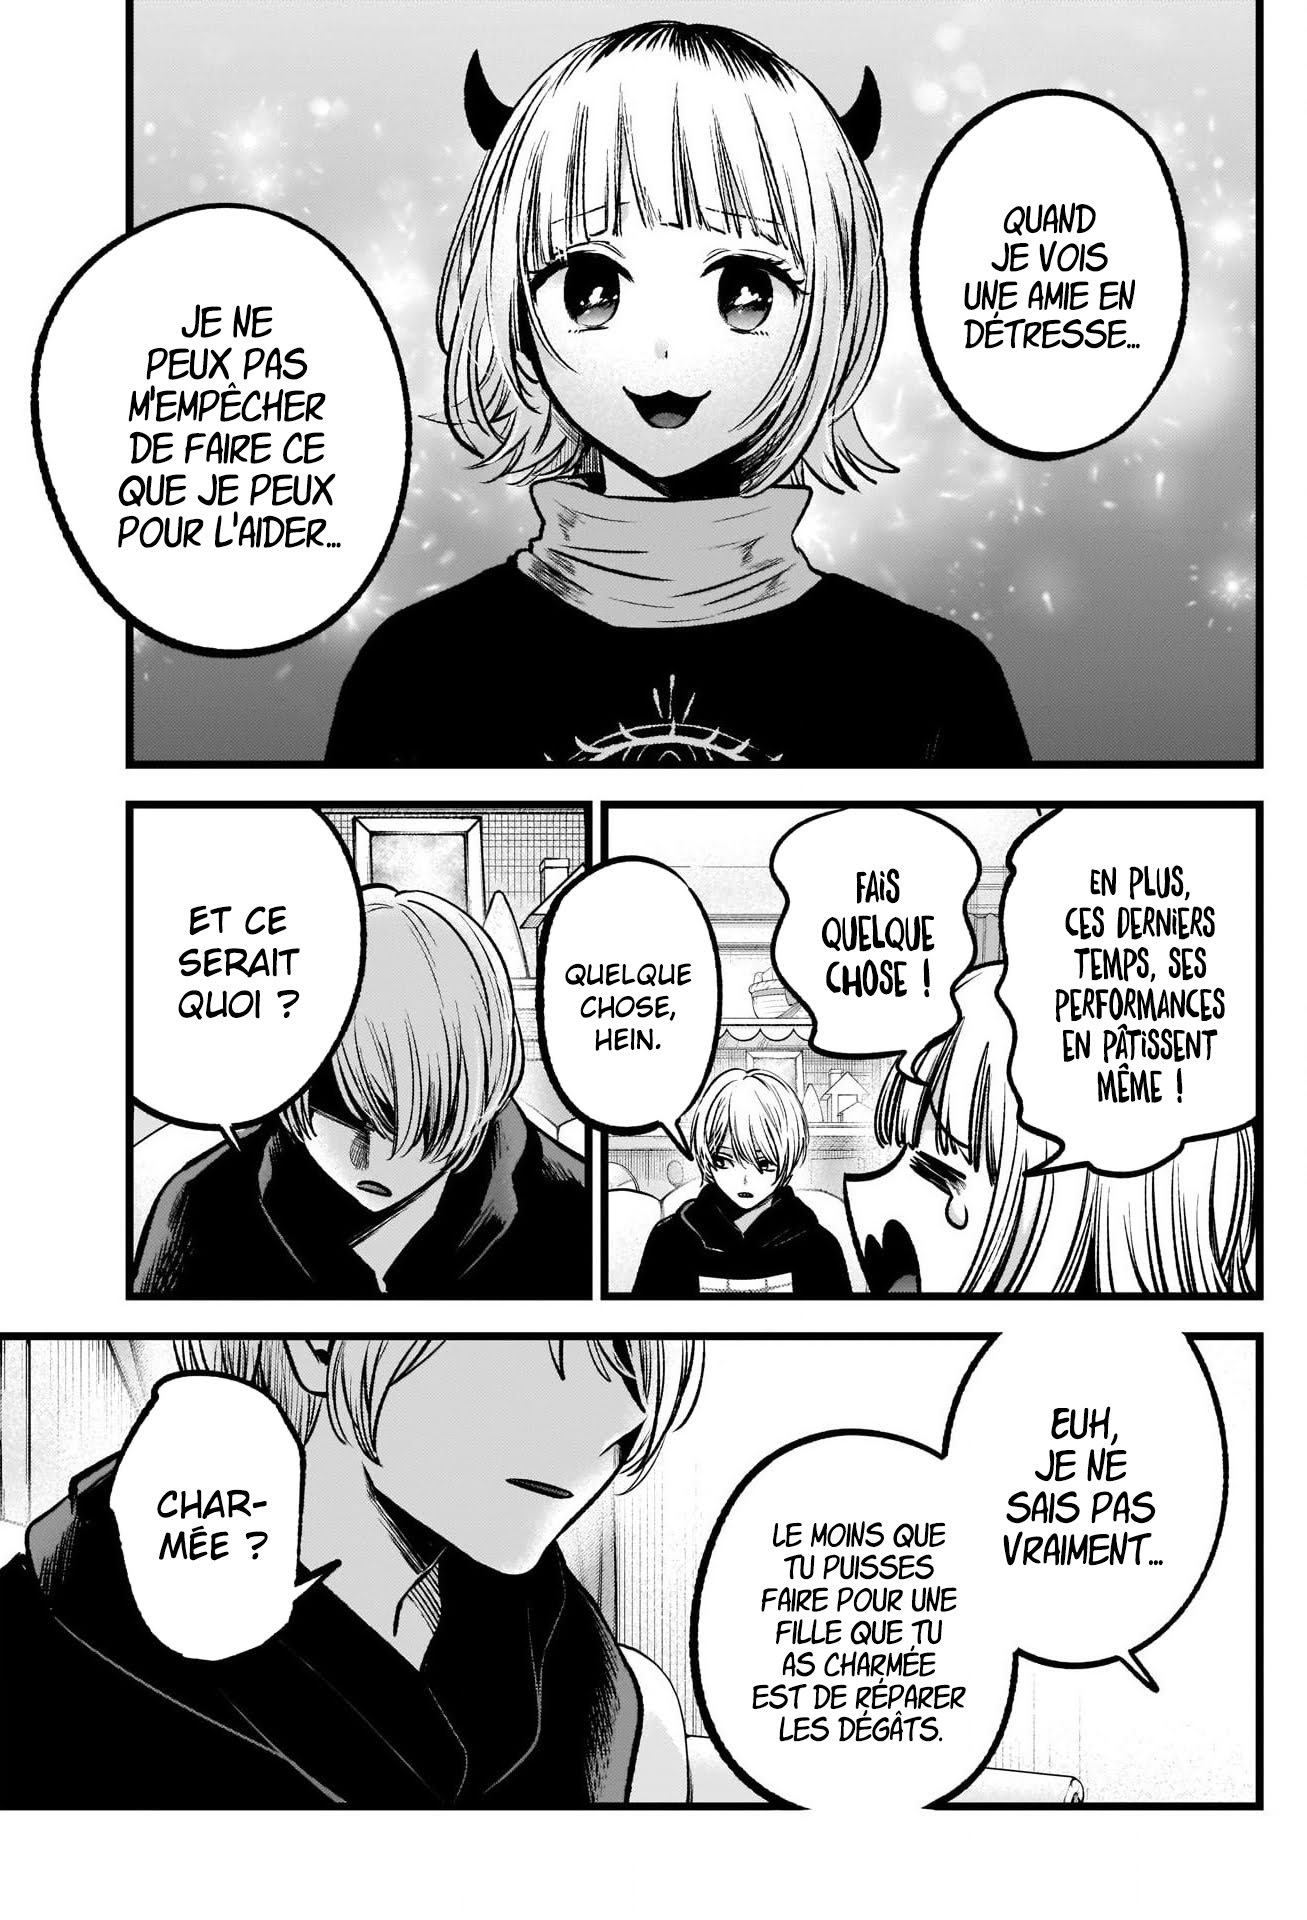 QUAND
JE VOIS
UNE AMIE EN
DÉTRESSE...
JE NE
PEUX PAS
M'EMPÊCHER
DE FAIRE CE
QUE JE PEUX
POUR L'AIDER...
EN PLUS,
CES DERNIERS
TEMPS, SES
PERFORMANCES
EN PÂTISSENT
MÊME !
FAIS
QUELQUE
CHOSE !
QUELQUE
CHOSE,
HEIN.
ET CE
SERAIT
QUOI ?
EUH,
JE NE
SAIS PAS
VRAIMENT...
LE MOINS QUE
TU PUISSES
FAIRE POUR UNE
FILLE QUE TU
AS CHARMÉE
EST DE RÉPARER
LES DÉGÂTS.
CHAR-
MÉE ?